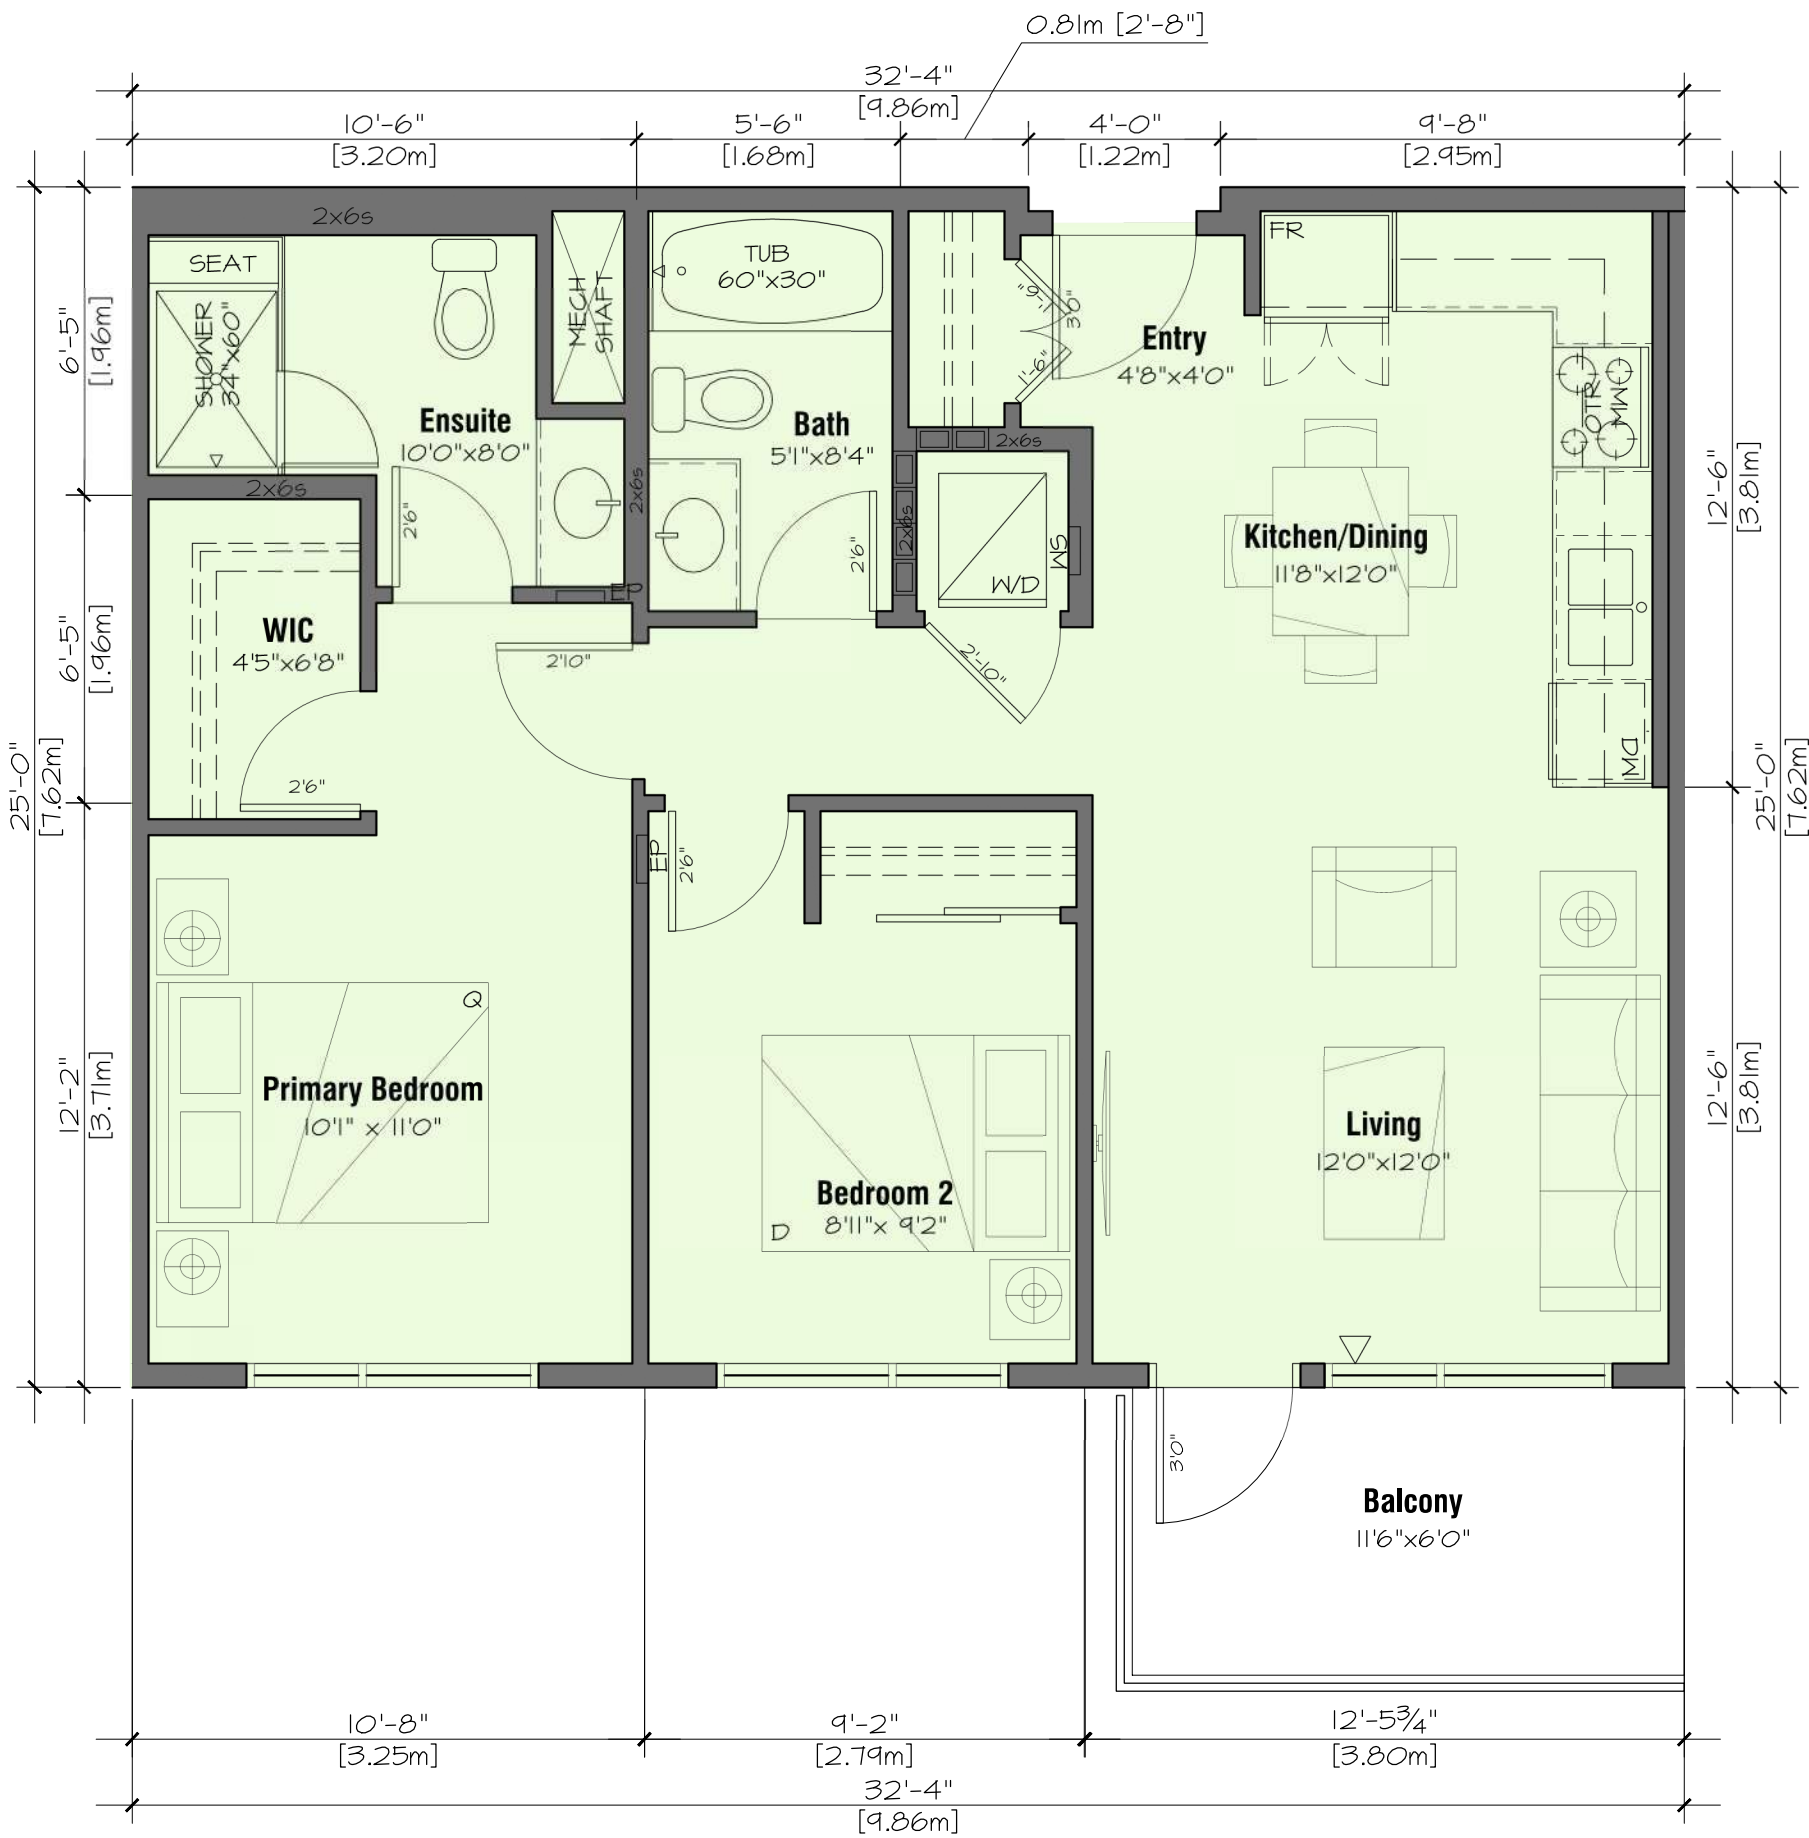 0.81m [2'-8"]
32'-4"
[9.86m]
10'-6"
[3.20m]
5'-6"
[1.68m]
4'-0"
[1.22m]
9'-8"
[2.95m]
2x6s
SEAT
MECH
SHAFT
TUB
60"x30"
FR
SHOWER
34"x60"
1'-6"
3'0"
1'-6"
Entry
4'8"x4'0"
OTR
MW
6'-5"
[1.96m]
Ensuite
10'0"x8'0"
Bath
5'1"x8'4"
2x6s
2x6s
2x6s
2x6s
2'6"
2'6"
W/D
MS
Kitchen/Dining
11'8"x12'0"
12'-6"
[3.81m]
EP
WIC
4'5"x6'8"
6'-5"
[1.96m]
2'10"
2'-10"
DW
25'-0"
[7.62m]
25'-0"
[7.62m]
2'6"
EP
2'6"
Q
Primary Bedroom
10'1" x 11'0"
12'-2"
[3.71m]
Bedroom 2
8'11"x 9'2"
D
Living
12'0"x12'0"
12'-6"
[3.81m]
3'0"
Balcony
11'6"x6'0"
10'-8"
[3.25m]
9'-2"
[2.79m]
12'-5¾"
[3.80m]
32'-4"
[9.86m]